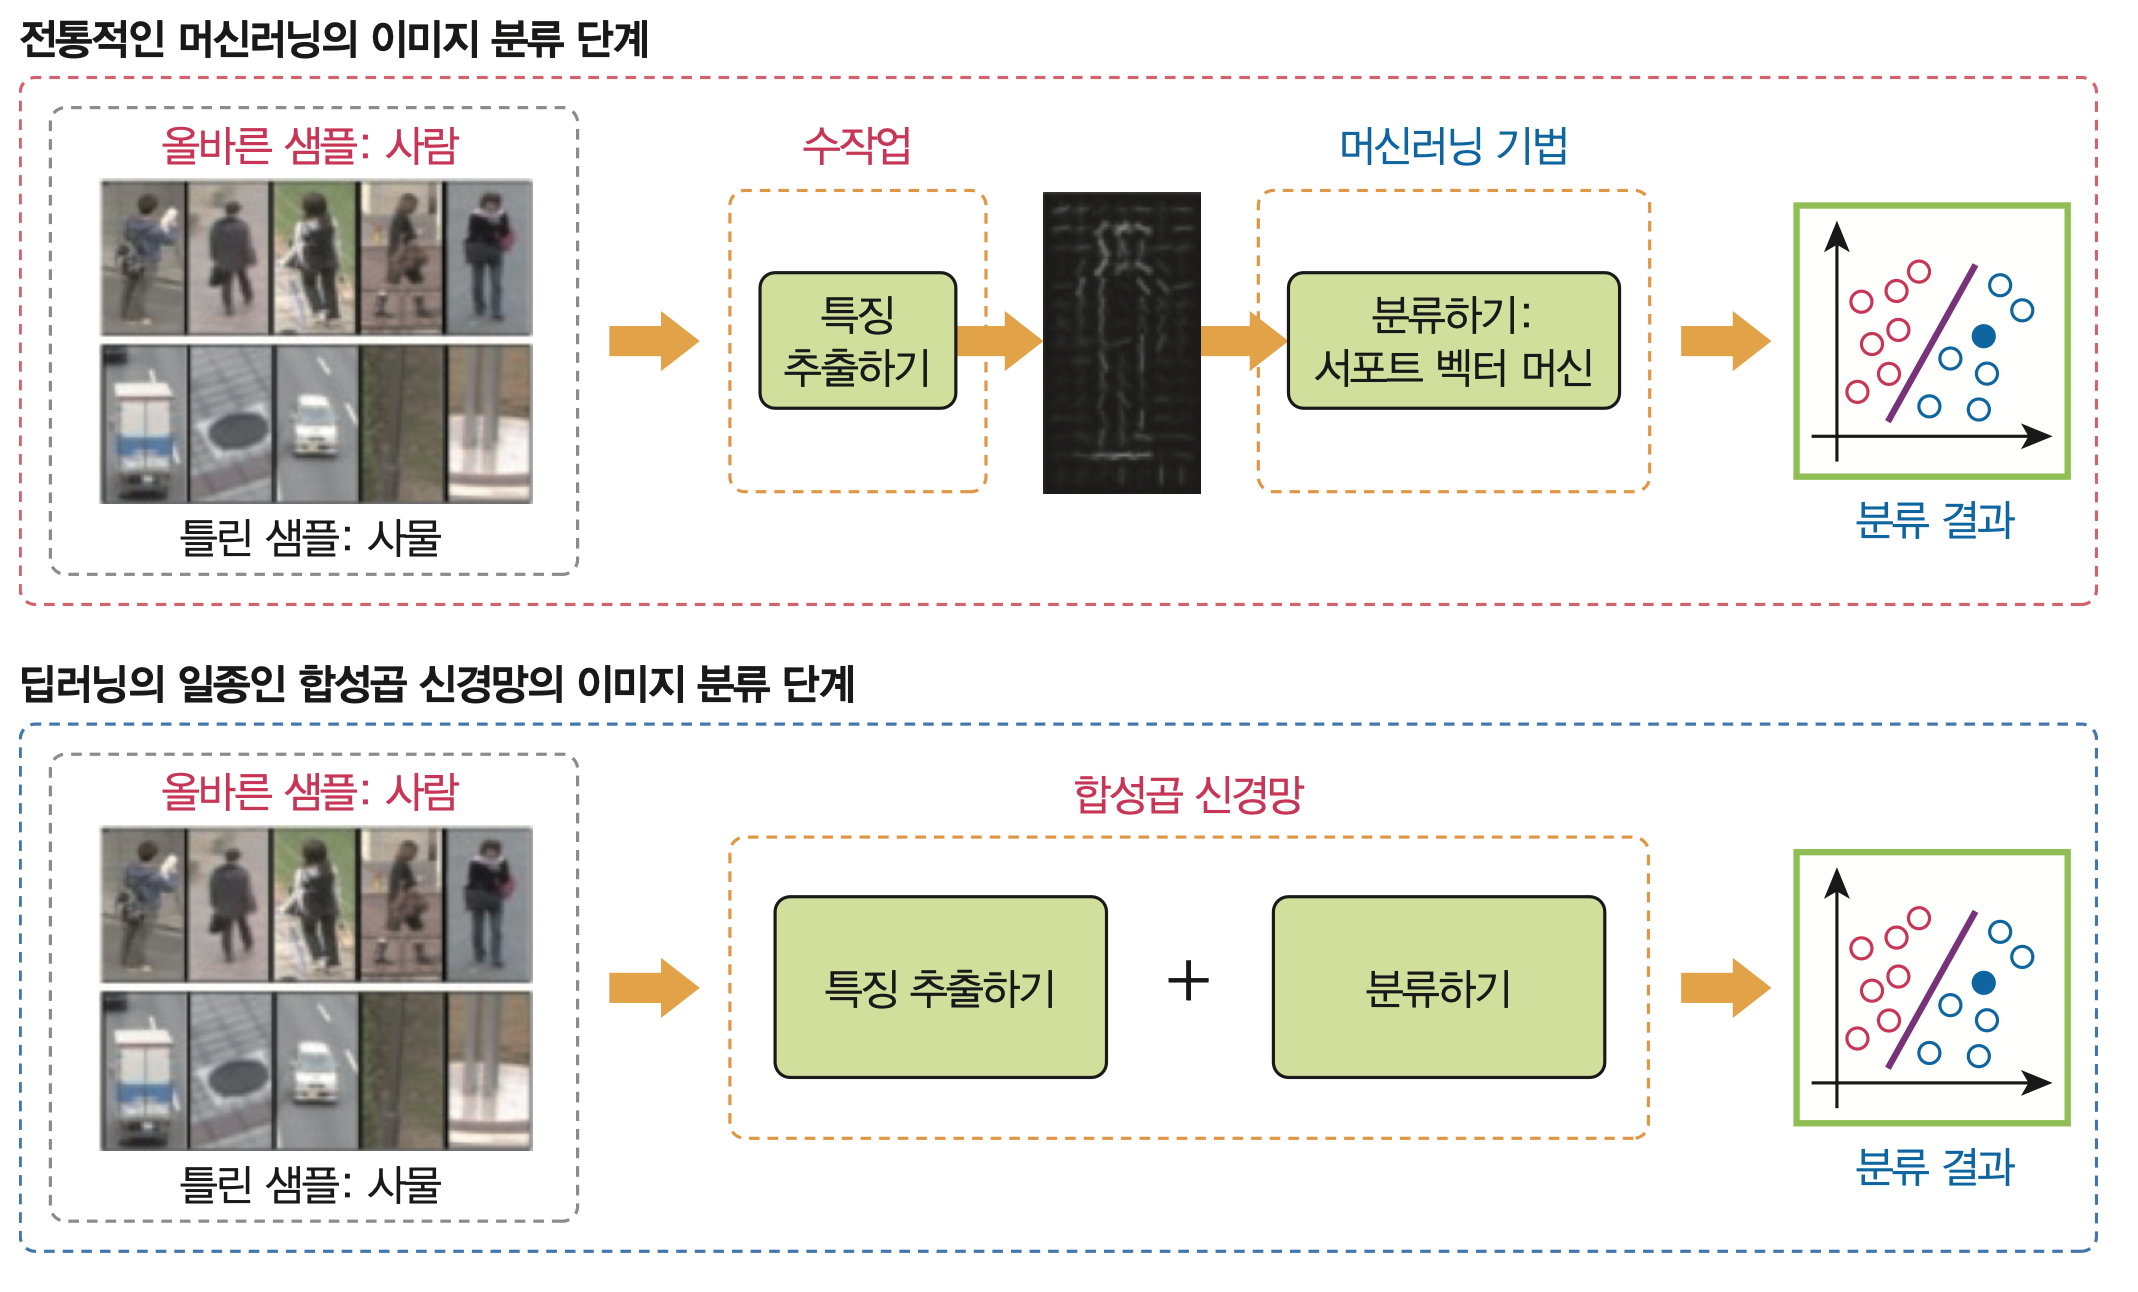 전통적인 머신러닝의 이미지 분류 단계
올바른 샘플: 사람
틀린 샘플: 사물
수작업
특징
추출하기
머신러닝 기법
분류하기:
서포트 벡터 머신
분류 결과
딥러닝의 일종인 합성곱 신경망의 이미지 분류 단계
올바른 샘플: 사람
틀린 샘플: 사물
합성곱 신경망
특징 추출하기
+
분류하기
분류 결과